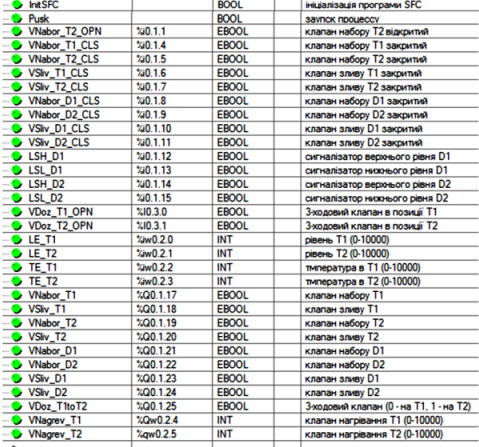 InitSFC BOOL ініціалізація програми SFC
Pusk BOOL заупск процессу
VNabor_T2_OPN %I0.1.1 EBOOL клапан набору T2 відкритий
VNabor_T1_CLS %I0.1.4 EBOOL клапан набору T1 закритий
VNabor_T2_CLS %I0.1.5 EBOOL клапан набору T2 закритий
VSliv_T1_CLS %I0.1.6 EBOOL клапан зливу T1 закритий
VSliv_T2_CLS %I0.1.7 EBOOL клапан зливу T2 закритий
VNabor_D1_CLS %I0.1.8 EBOOL клапан набору D1 закритий
VNabor_D2_CLS %I0.1.9 EBOOL клапан набору D2 закритий
VSliv_D1_CLS %I0.1.10 EBOOL клапан зливу D1 закритий
VSliv_D2_CLS %I0.1.11 EBOOL клапан зливу D2 закритий
LSH_D1 %I0.1.12 EBOOL сигналізатор верхнього рівня D1
LSL_D1 %I0.1.13 EBOOL сигналізатор нижнього рівня D1
LSH_D2 %I0.1.14 EBOOL сигналізатор верхнього рівня D2
LSL_D2 %I0.1.15 EBOOL сигналізатор нижнього рівня D2
VDoz_T1_OPN %I0.3.0 EBOOL 3-ходовий клапан в позиції T1
VDoz_T2_OPN %I0.3.1 EBOOL 3-ходовий клапан в позиції T2
LE_T1 %iw0.2.0 INT рівень T1 (0-10000)
LE_T2 %iw0.2.1 INT рівень T2 (0-10000)
TE_T1 %iw0.2.2 INT тмпература в T1 (0-10000)
TE_T2 %iw0.2.3 INT тмпература в T2 (0-10000)
VNabor_T1 %Q0.1.17 EBOOL клапан набору T1
VSliv_T1 %Q0.1.18 EBOOL клапан зливу T1
VNabor_T2 %Q0.1.19 EBOOL клапан набору T2
VSliv_T2 %Q0.1.20 EBOOL клапан зливу T2
VNabor_D1 %Q0.1.21 EBOOL клапан набору D1
VNabor_D2 %Q0.1.22 EBOOL клапан набору D2
VSliv_D1 %Q0.1.23 EBOOL клапан зливу D1
VSliv_D2 %Q0.1.24 EBOOL клапан зливу D2
VDoz_T1toT2 %Q0.1.25 EBOOL 3-ходовий клапан (0 - на T1, 1 - на T2)
VNagrev_T1 %Qw0.2.4 INT клапан нагрівання T1 (0-10000)
VNagrev_T2 %qw0.2.5 INT клапан нагрівання T2 (0-10000)